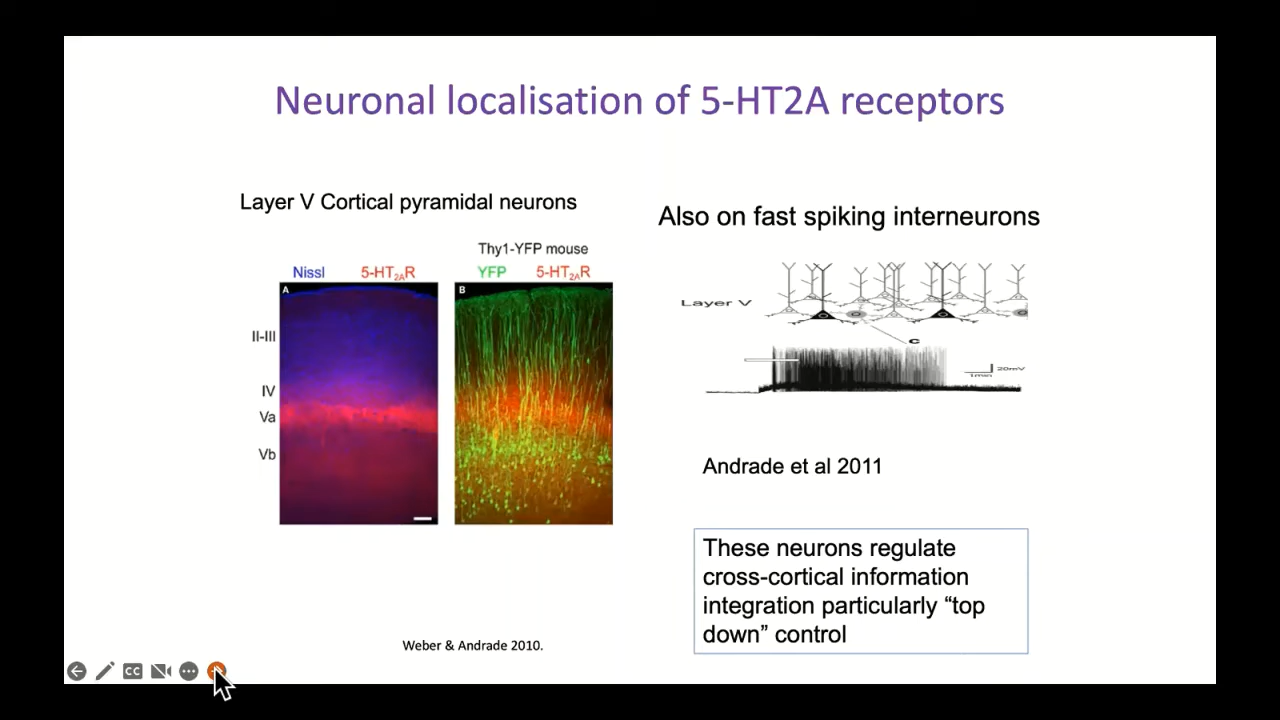 Neuronal localisation of 5-HT2A receptors
Layer V Cortical pyramidal neurons
Thy1-YFP mouse
Nissl 5-HT2AR YFP 5-HT2AR
A B
II-III
IV
Va
Vb
Weber & Andrade 2010.
Also on fast spiking interneurons
Layer V
C
20mV
1min
Andrade et al 2011
These neurons regulate
cross-cortical information
integration particularly “top
down” control
CC